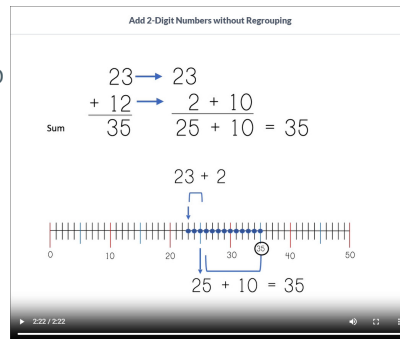 Add 2-Digit Numbers without Regrouping
23 → 23
+ 12 → 2 + 10
Sum 35 25 + 10 = 35
23 + 2
35
0 10 20 30 40 50
25 + 10 = 35
2:22 / 2:22